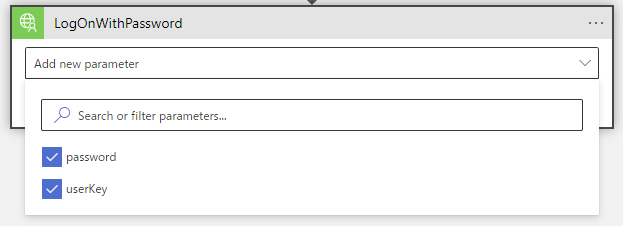 LogOnWithPassword
Add new parameter
Search or filter parameters...
password
userKey